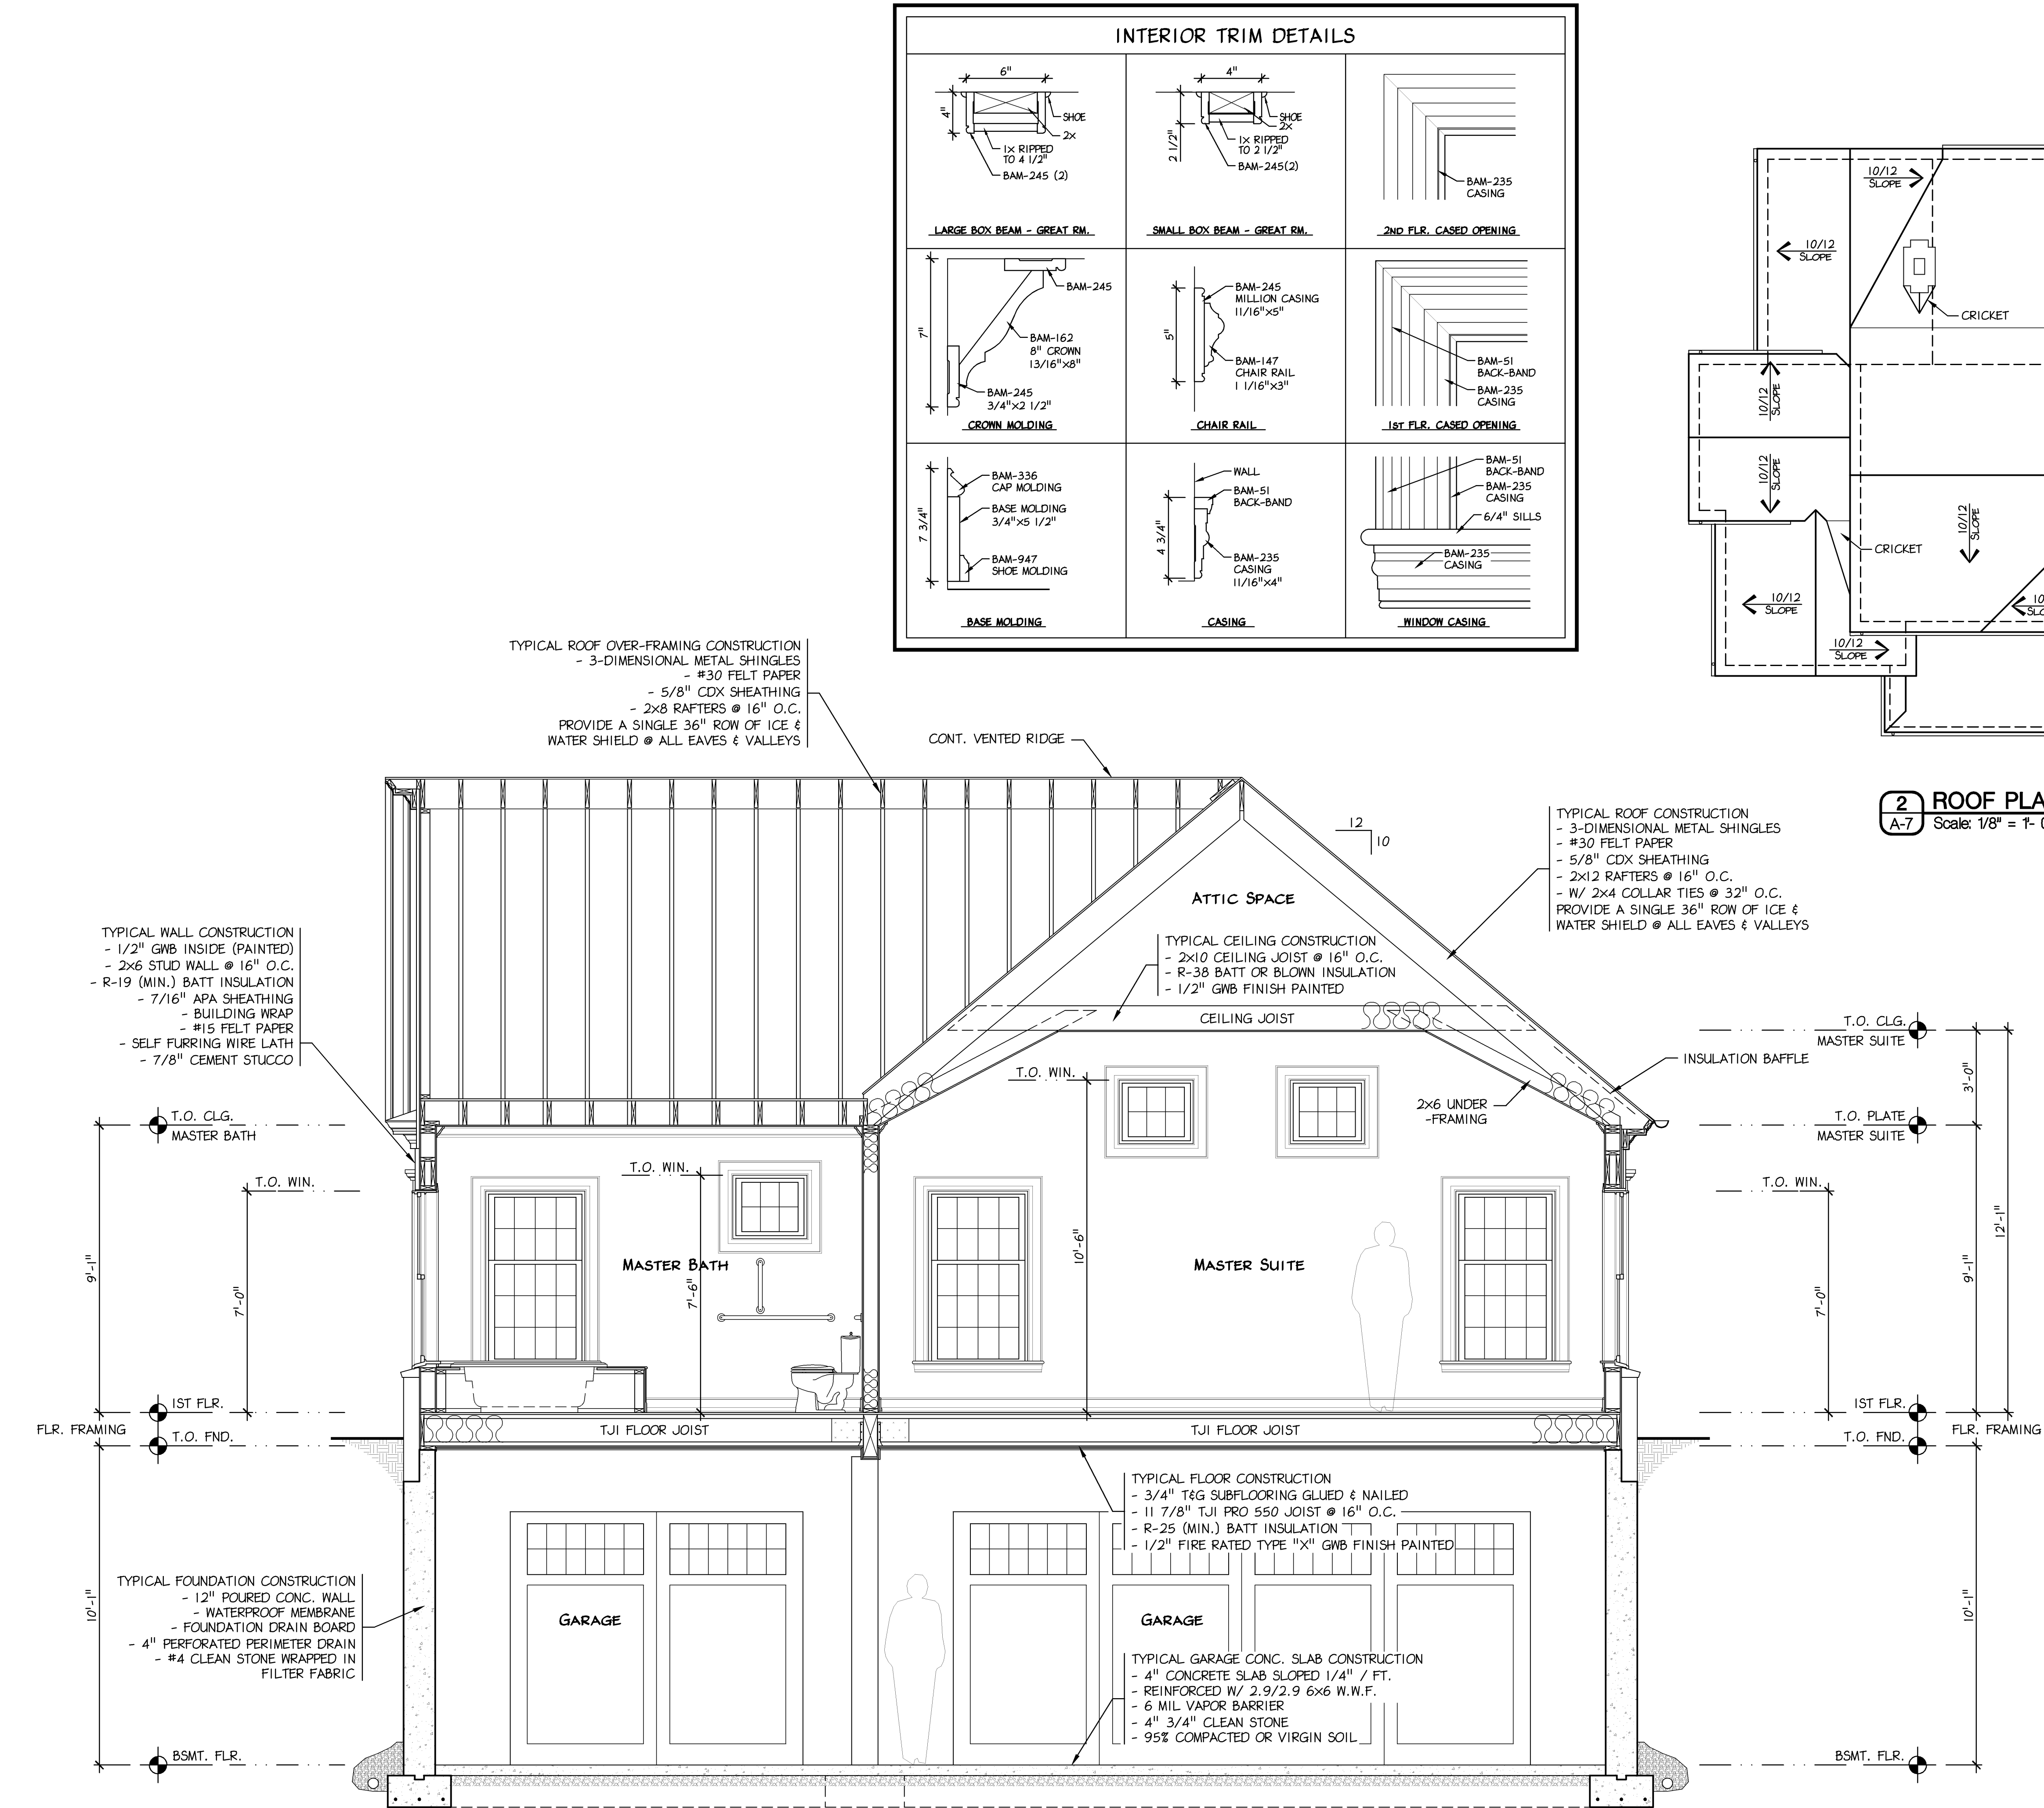 INTERIOR TRIM DETAILS
6"
4"
SHOE
2x
1x RIPPED
TO 4 1/2"
BAM-245 (2)
LARGE BOX BEAM - GREAT RM.
4"
2 1/2"
SHOE
2x
1x RIPPED
TO 2 1/2"
BAM-245(2)
SMALL BOX BEAM - GREAT RM.
BAM-235
CASING
2ND FLR. CASED OPENING
7"
BAM-245
BAM-162
8" CROWN
13/16"x8"
BAM-245
3/4"x2 1/2"
CROWN MOLDING
5"
BAM-245
MILLION CASING
11/16"x5"
BAM-147
CHAIR RAIL
1 1/16"x3"
CHAIR RAIL
BAM-51
BACK-BAND
BAM-235
CASING
1ST FLR. CASED OPENING
7 3/4"
BAM-336
CAP MOLDING
BASE MOLDING
3/4"x5 1/2"
BAM-947
SHOE MOLDING
BASE MOLDING
4 3/4"
WALL
BAM-51
BACK-BAND
BAM-235
CASING
11/16"x4"
CASING
BAM-51
BACK-BAND
BAM-235
CASING
6/4" SILLS
BAM-235
CASING
WINDOW CASING
10/12
SLOPE
10/12
SLOPE
CRICKET
10/12
SLOPE
10/12
SLOPE
10/12
SLOPE
CRICKET
10/12
SLOPE
10/12
SLOPE
2
A-7
ROOF PLA
Scale: 1/8" = 1'-
TYPICAL ROOF OVER-FRAMING CONSTRUCTION
- 3-DIMENSIONAL METAL SHINGLES
- #30 FELT PAPER
- 5/8" CDX SHEATHING
- 2x8 RAFTERS @ 16" O.C.
PROVIDE A SINGLE 36" ROW OF ICE &
WATER SHIELD @ ALL EAVES & VALLEYS
CONT. VENTED RIDGE
12
10
TYPICAL ROOF CONSTRUCTION
- 3-DIMENSIONAL METAL SHINGLES
- #30 FELT PAPER
- 5/8" CDX SHEATHING
- 2x12 RAFTERS @ 16" O.C.
- W/ 2x4 COLLAR TIES @ 32" O.C.
PROVIDE A SINGLE 36" ROW OF ICE &
WATER SHIELD @ ALL EAVES & VALLEYS
ATTIC SPACE
TYPICAL WALL CONSTRUCTION
- 1/2" GWB INSIDE (PAINTED)
- 2x6 STUD WALL @ 16" O.C.
- R-19 (MIN.) BATT INSULATION
- 7/16" APA SHEATHING
- BUILDING WRAP
- #15 FELT PAPER
- SELF FURRING WIRE LATH
- 7/8" CEMENT STUCCO
TYPICAL CEILING CONSTRUCTION
- 2x10 CEILING JOIST @ 16" O.C.
- R-38 BATT OR BLOWN INSULATION
- 1/2" GWB FINISH PAINTED
CEILING JOIST
T.O. CLG.
MASTER SUITE
INSULATION BAFFLE
T.O. WIN.
2x6 UNDER
-FRAMING
3'-0"
T.O. PLATE
MASTER SUITE
T.O. CLG.
MASTER BATH
T.O. WIN.
T.O. WIN.
T.O. WIN.
9'-1"
7'-0"
MASTER BATH
7'-6"
10'-6"
MASTER SUITE
7'-0"
9'-1"
12'-1"
1ST FLR.
FLR. FRAMING
T.O. FND.
TJI FLOOR JOIST
TJI FLOOR JOIST
1ST FLR.
FLR. FRAMING
T.O. FND.
TYPICAL FLOOR CONSTRUCTION
- 3/4" T&G SUBFLOORING GLUED & NAILED
- 11 7/8" TJI PRO 550 JOIST @ 16" O.C.
- R-25 (MIN.) BATT INSULATION
- 1/2" FIRE RATED TYPE "X" GWB FINISH PAINTED
TYPICAL FOUNDATION CONSTRUCTION
- 12" POURED CONC. WALL
- WATERPROOF MEMBRANE
- FOUNDATION DRAIN BOARD
- 4" PERFORATED PERIMETER DRAIN
- #4 CLEAN STONE WRAPPED IN
FILTER FABRIC
10'-1"
GARAGE
GARAGE
10'-1"
TYPICAL GARAGE CONC. SLAB CONSTRUCTION
- 4" CONCRETE SLAB SLOPED 1/4" / FT.
- REINFORCED W/ 2.9/2.9 6x6 W.W.F.
- 6 MIL VAPOR BARRIER
- 4" 3/4" CLEAN STONE
- 95% COMPACTED OR VIRGIN SOIL
BSMT. FLR.
BSMT. FLR.